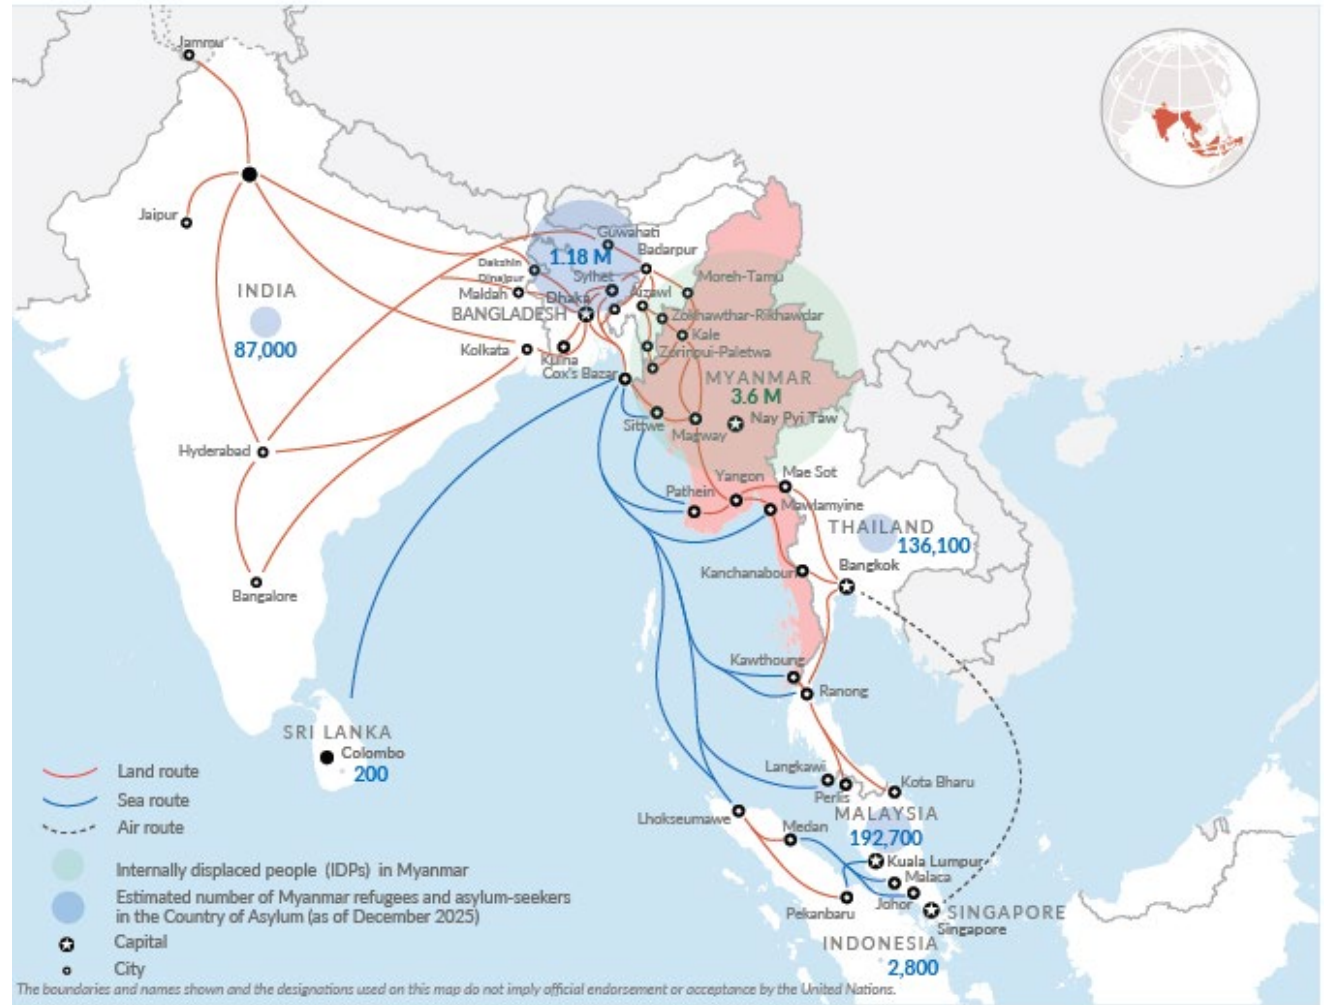 Jammu
Jaipur
INDIA
87,000
Guwahati
1.18 M
Badarpur
Dakshin
Dinajpur
Sylhet
Moreh-Tamu
Maldah
Dhaka
Aizawl
BANGLADESH
Zokhawthar-Rikhawdar
Kolkata
Kulna
Kale
Zorinpui-Paletwa
Cox's Bazar
MYANMAR
3.6 M
Sittwe
Nay Pyi Taw
Magway
Hyderabad
Yangon
Mae Sot
Pathein
Mawlamyine
THAILAND
136,100
Bangkok
Kanchanabouri
Bangalore
Kawthoung
Ranong
SRI LANKA
Colombo
200
Langkawi
Perlis
Kota Bharu
Lhokseumawe
MALAYSIA
Medan
192,700
Kuala Lumpur
Malaca
Johor
Pekanbaru
SINGAPORE
Singapore
INDONESIA
2,800
Land route
Sea route
Air route
Internally displaced people (IDPs) in Myanmar
Estimated number of Myanmar refugees and asylum-seekers
in the Country of Asylum (as of December 2025)
Capital
City
The boundaries and names shown and the designations used on this map do not imply official endorsement or acceptance by the United Nations.